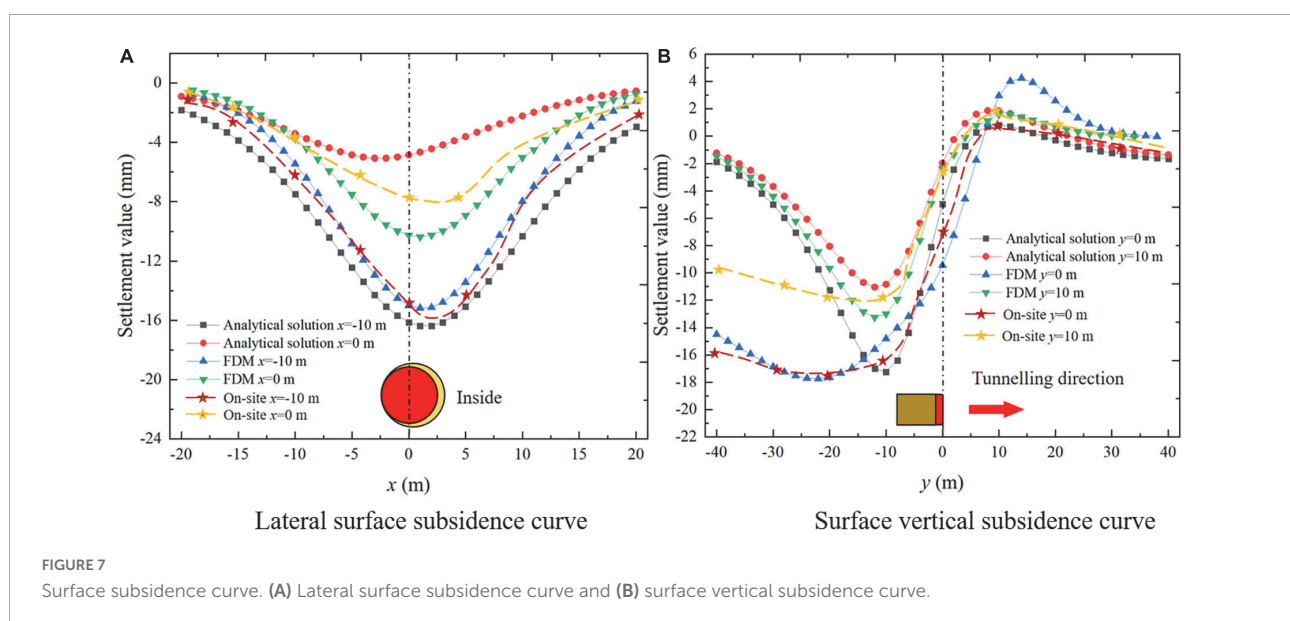 A
Settlement value (mm)
0
-4
-8
-12
-16
-20
-24
Analytical solution x=-10 m
Analytical solution x=0 m
FDM x=-10 m
FDM x=0 m
On-site x=-10 m
On-site x=0 m
Inside
-20 -15 -10 -5 0 5 10 15 20
x (m)
Lateral surface subsidence curve
B
Settlement value (mm)
6
4
2
0
-2
-4
-6
-8
-10
-12
-14
-16
-18
-20
-22
Analytical solution y=0 m
Analytical solution y=10 m
FDM y=0 m
FDM y=10 m
On-site y=0 m
On-site y=10 m
Tunnelling direction
-40 -30 -20 -10 0 10 20 30 40
y (m)
Surface vertical subsidence curve
FIGURE 7
Surface subsidence curve. (A) Lateral surface subsidence curve and (B) surface vertical subsidence curve.